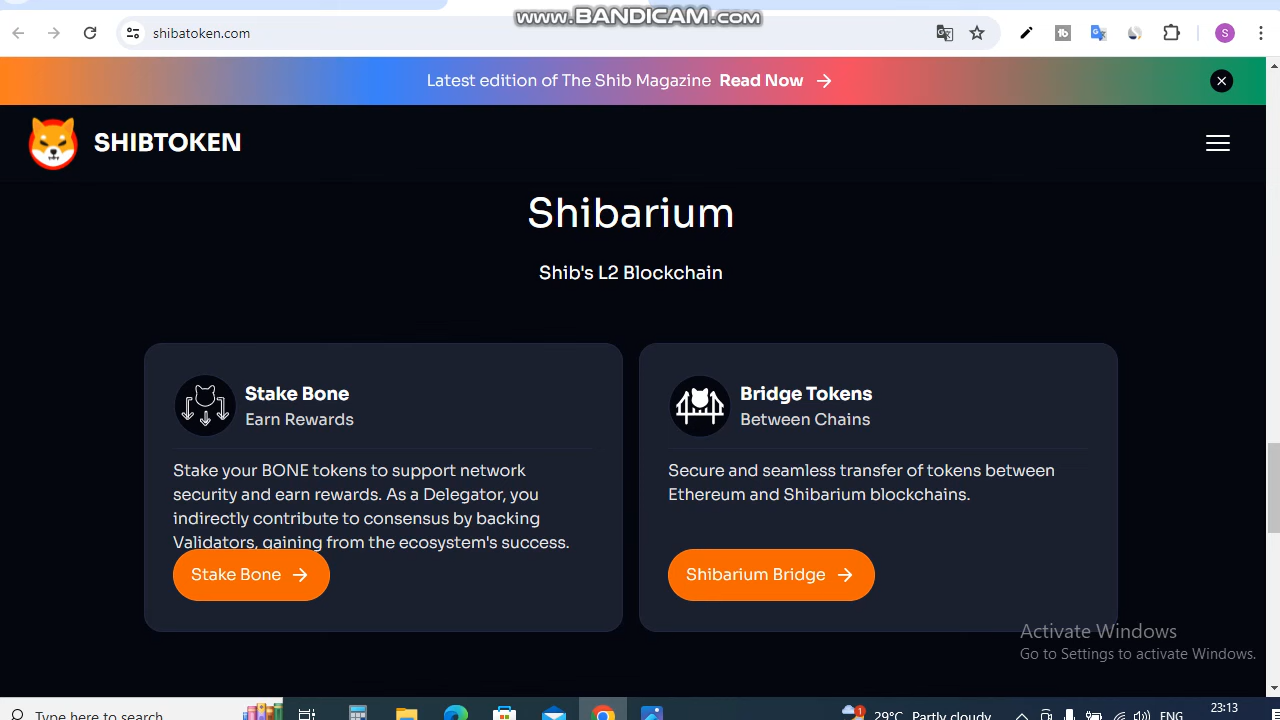 www.BANDICAM.com
shibatoken.com
S
Latest edition of The Shib Magazine Read Now →
SHIBTOKEN
Shibarium
Shib's L2 Blockchain
Stake Bone
Earn Rewards
Stake your BONE tokens to support network
security and earn rewards. As a Delegator, you
indirectly contribute to consensus by backing
Validators, gaining from the ecosystem's success.
Stake Bone →
Bridge Tokens
Between Chains
Secure and seamless transfer of tokens between
Ethereum and Shibarium blockchains.
Shibarium Bridge →
Activate Windows
Go to Settings to activate Windows.
Type here to search
1
29°C Partly cloudy
ENG
23:13